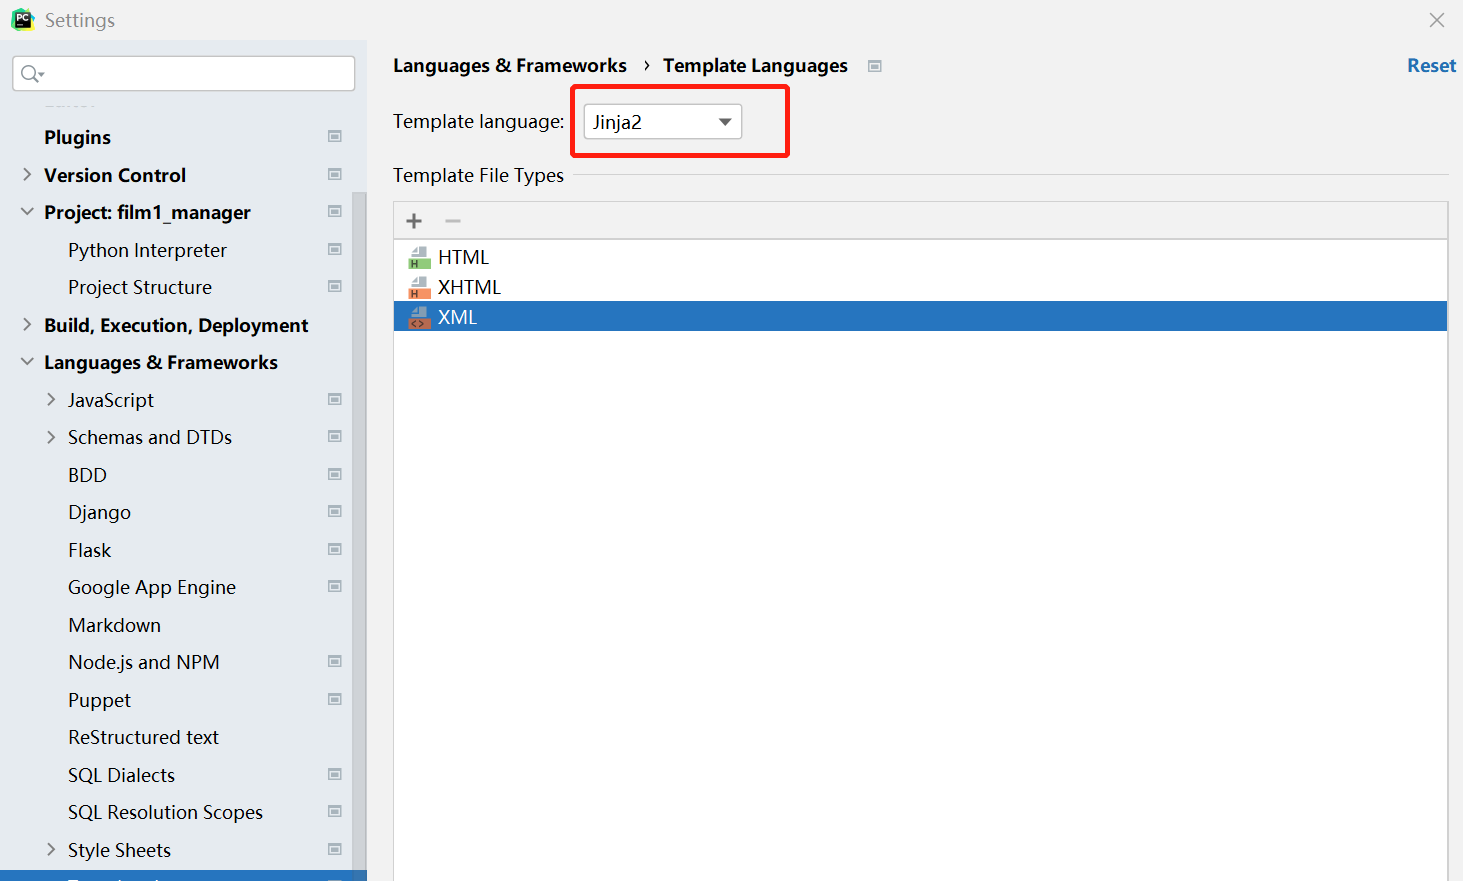 PC
Settings
Plugins
Version Control
Project: film1_manager
Python Interpreter
Project Structure
Build, Execution, Deployment
Languages & Frameworks
JavaScript
Schemas and DTDs
BDD
Django
Flask
Google App Engine
Markdown
Node.js and NPM
Puppet
ReStructured text
SQL Dialects
SQL Resolution Scopes
Style Sheets
Languages & Frameworks › Template Languages
Reset
Template language: Jinja2
Template File Types
H HTML
H XHTML
<> XML